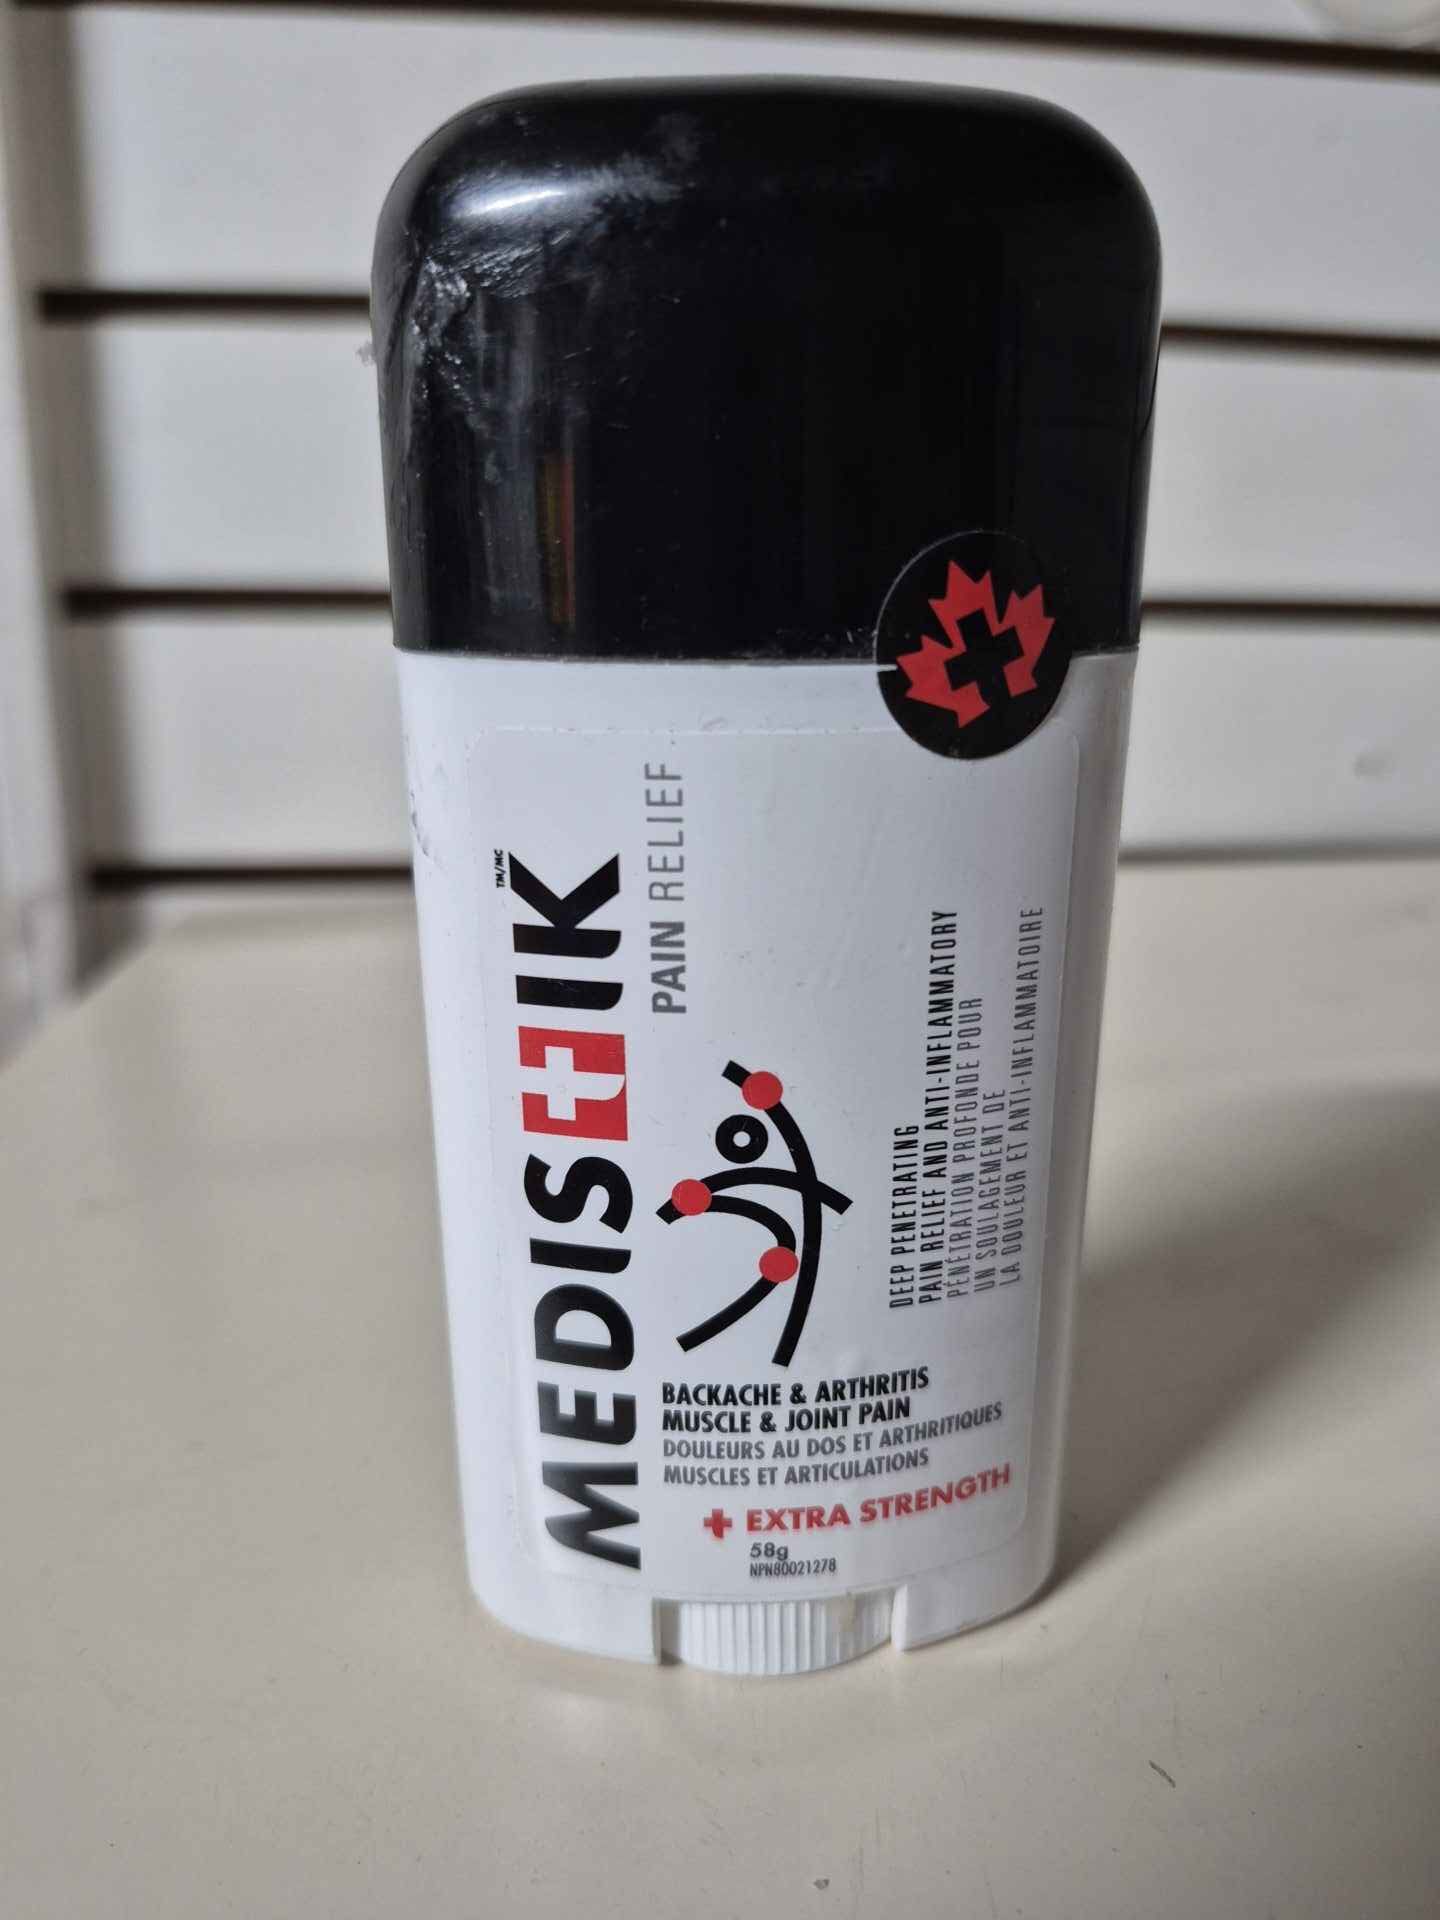 MEDISTIK
TM/MC
PAIN RELIEF
DEEP PENETRATING
PAIN RELIEF AND ANTI-INFLAMMATORY
PÉNÉTRATION PROFONDE POUR
UN SOULAGEMENT DE
LA DOULEUR ET ANTI-INFLAMMATOIRE
BACKACHE & ARTHRITIS
MUSCLE & JOINT PAIN
DOULEURS AU DOS ET ARTHRITIQUES
MUSCLES ET ARTICULATIONS
+ EXTRA STRENGTH
58g
NPN80021278